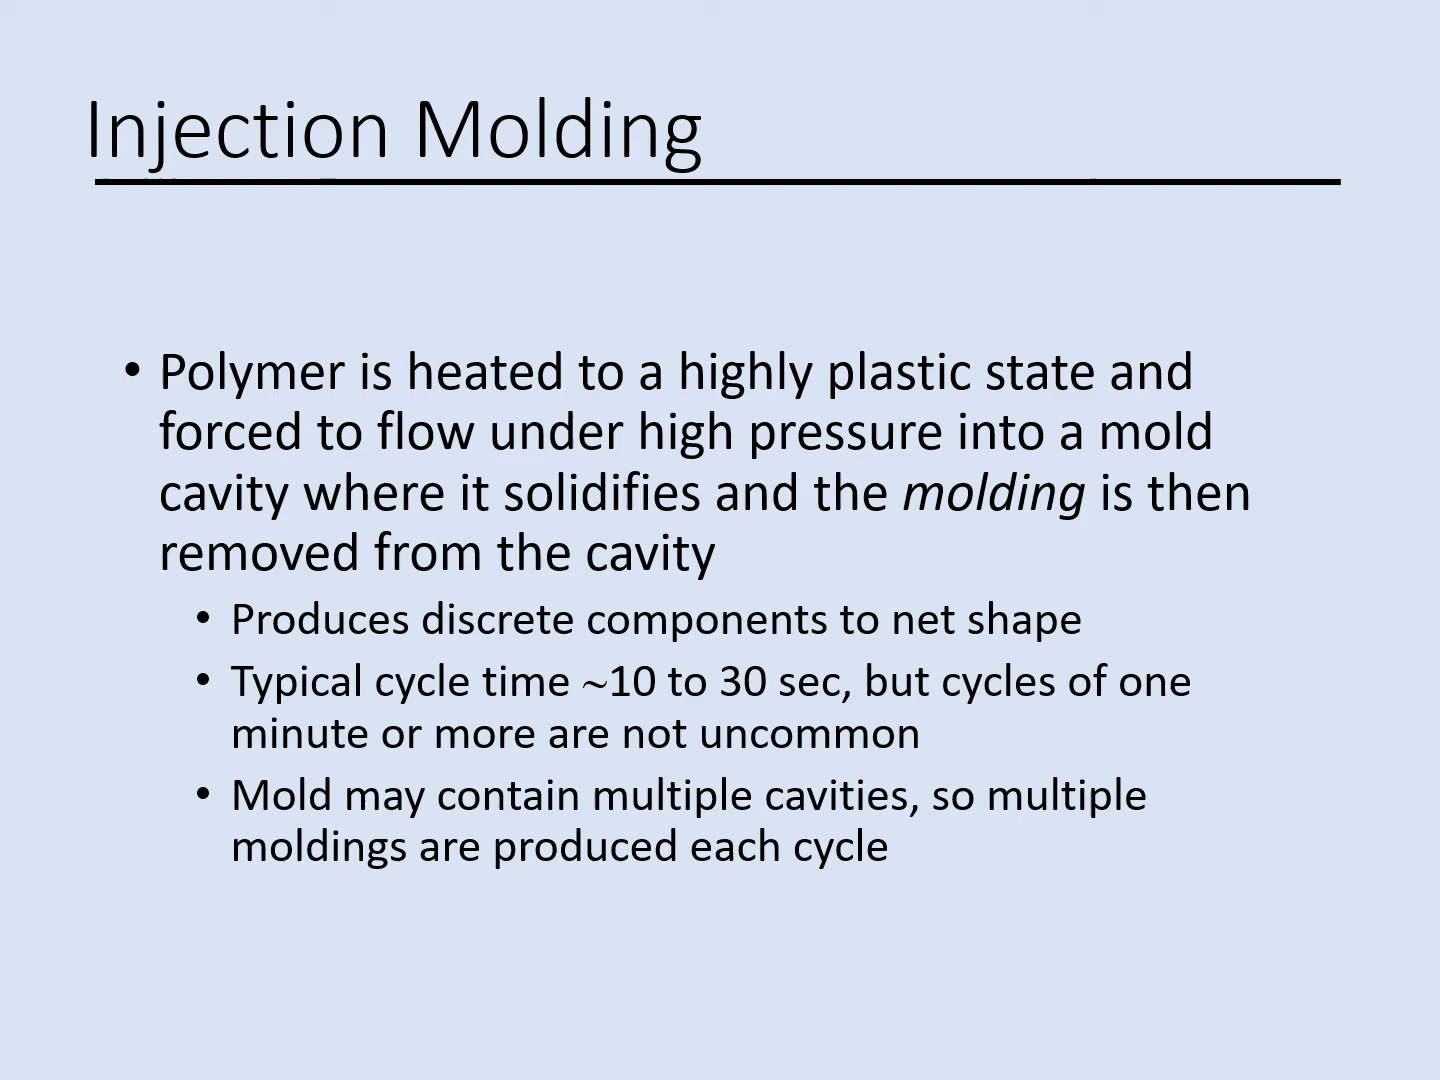 Injection Molding
• Polymer is heated to a highly plastic state and
forced to flow under high pressure into a mold
cavity where it solidifies and the molding is then
removed from the cavity
• Produces discrete components to net shape
• Typical cycle time ~10 to 30 sec, but cycles of one
minute or more are not uncommon
• Mold may contain multiple cavities, so multiple
moldings are produced each cycle